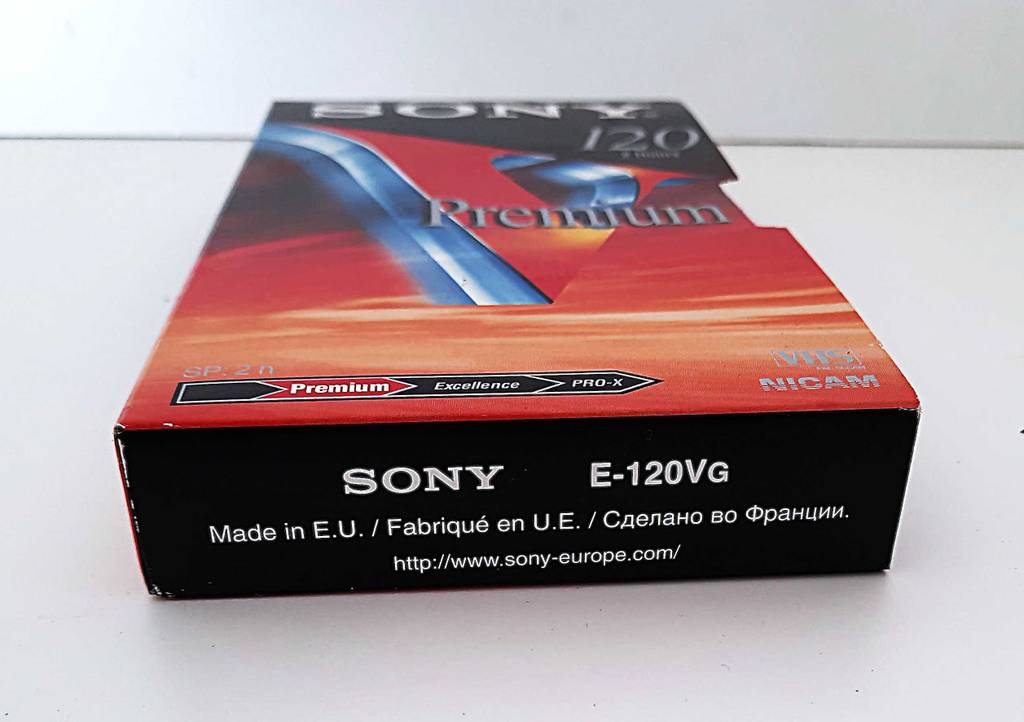 SONY
120
Premium
SP: 2 h
VHS
NICAM
Premium Excellence PRO-X
SONY E-120VG
Made in E.U. / Fabriqué en U.E. / Сделано во Франции.
http://www.sony-europe.com/